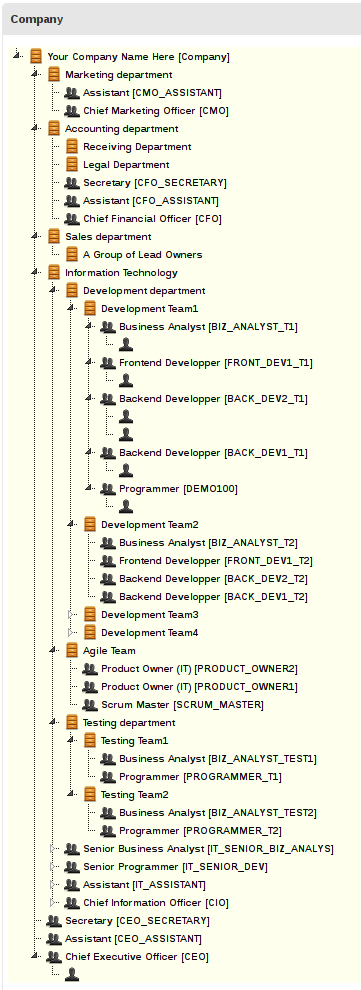 Company
Your Company Name Here [Company]
Marketing department
Assistant [CMO_ASSISTANT]
Chief Marketing Officer [CMO]
Accounting department
Receiving Department
Legal Department
Secretary [CFO_SECRETARY]
Assistant [CFO_ASSISTANT]
Chief Financial Officer [CFO]
Sales department
A Group of Lead Owners
Information Technology
Development department
Development Team1
Business Analyst [BIZ_ANALYST_T1]
Frontend Developper [FRONT_DEV1_T1]
Backend Developper [BACK_DEV2_T1]
Backend Developper [BACK_DEV1_T1]
Programmer [DEMO100]
Development Team2
Business Analyst [BIZ_ANALYST_T2]
Frontend Developper [FRONT_DEV1_T2]
Backend Developper [BACK_DEV2_T2]
Backend Developper [BACK_DEV1_T2]
Development Team3
Development Team4
Agile Team
Product Owner (IT) [PRODUCT_OWNER2]
Product Owner (IT) [PRODUCT_OWNER1]
Scrum Master [SCRUM_MASTER]
Testing department
Testing Team1
Business Analyst [BIZ_ANALYST_TEST1]
Programmer [PROGRAMMER_T1]
Testing Team2
Business Analyst [BIZ_ANALYST_TEST2]
Programmer [PROGRAMMER_T2]
Senior Business Analyst [IT_SENIOR_BIZ_ANALYS]
Senior Programmer [IT_SENIOR_DEV]
Assistant [IT_ASSISTANT]
Chief Information Officer [CIO]
Secretary [CEO_SECRETARY]
Assistant [CEO_ASSISTANT]
Chief Executive Officer [CEO]